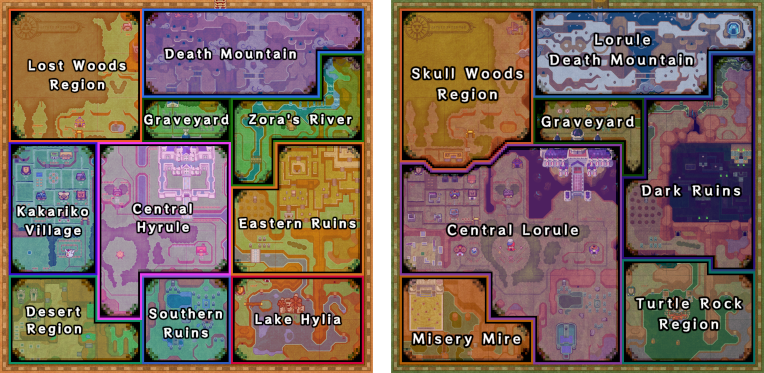 Lost Woods
Region
Death Mountain
Graveyard
Zora's River
Kakariko
Village
Central
Hyrule
Eastern Ruins
Desert
Region
Southern
Ruins
Lake Hylia
Skull Woods
Region
Lorule
Death Mountain
Graveyard
Dark Ruins
Central Lorule
Misery Mire
Turtle Rock
Region